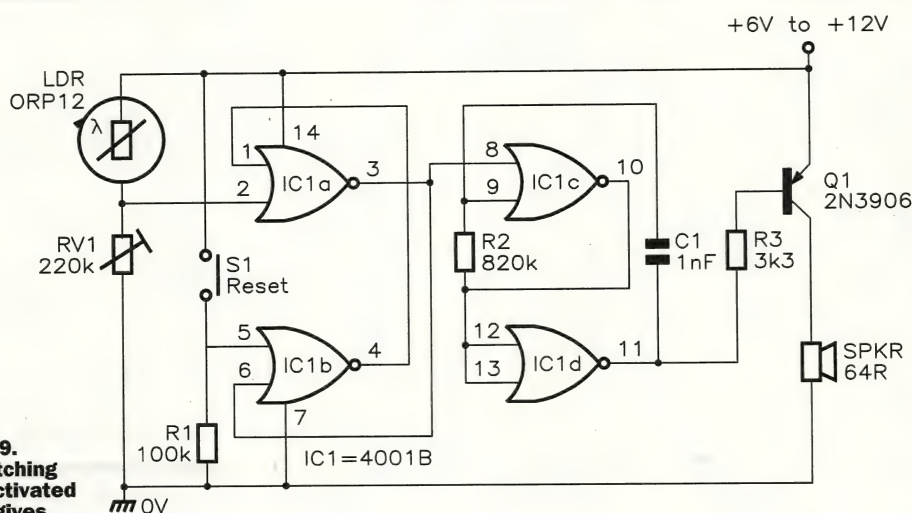 +6V to +12V
LDR
ORP12
λ
14
1
2
3
IC1a
8
9
10
IC1c
Q1
2N3906
RV1
220k
S1
Reset
R2
820k
C1
1nF
R3
3k3
5
6
4
IC1b
7
12
13
11
IC1d
SPKR
64R
R1
100k
IC1=4001B
0V
9.
tching
ctivated
gives